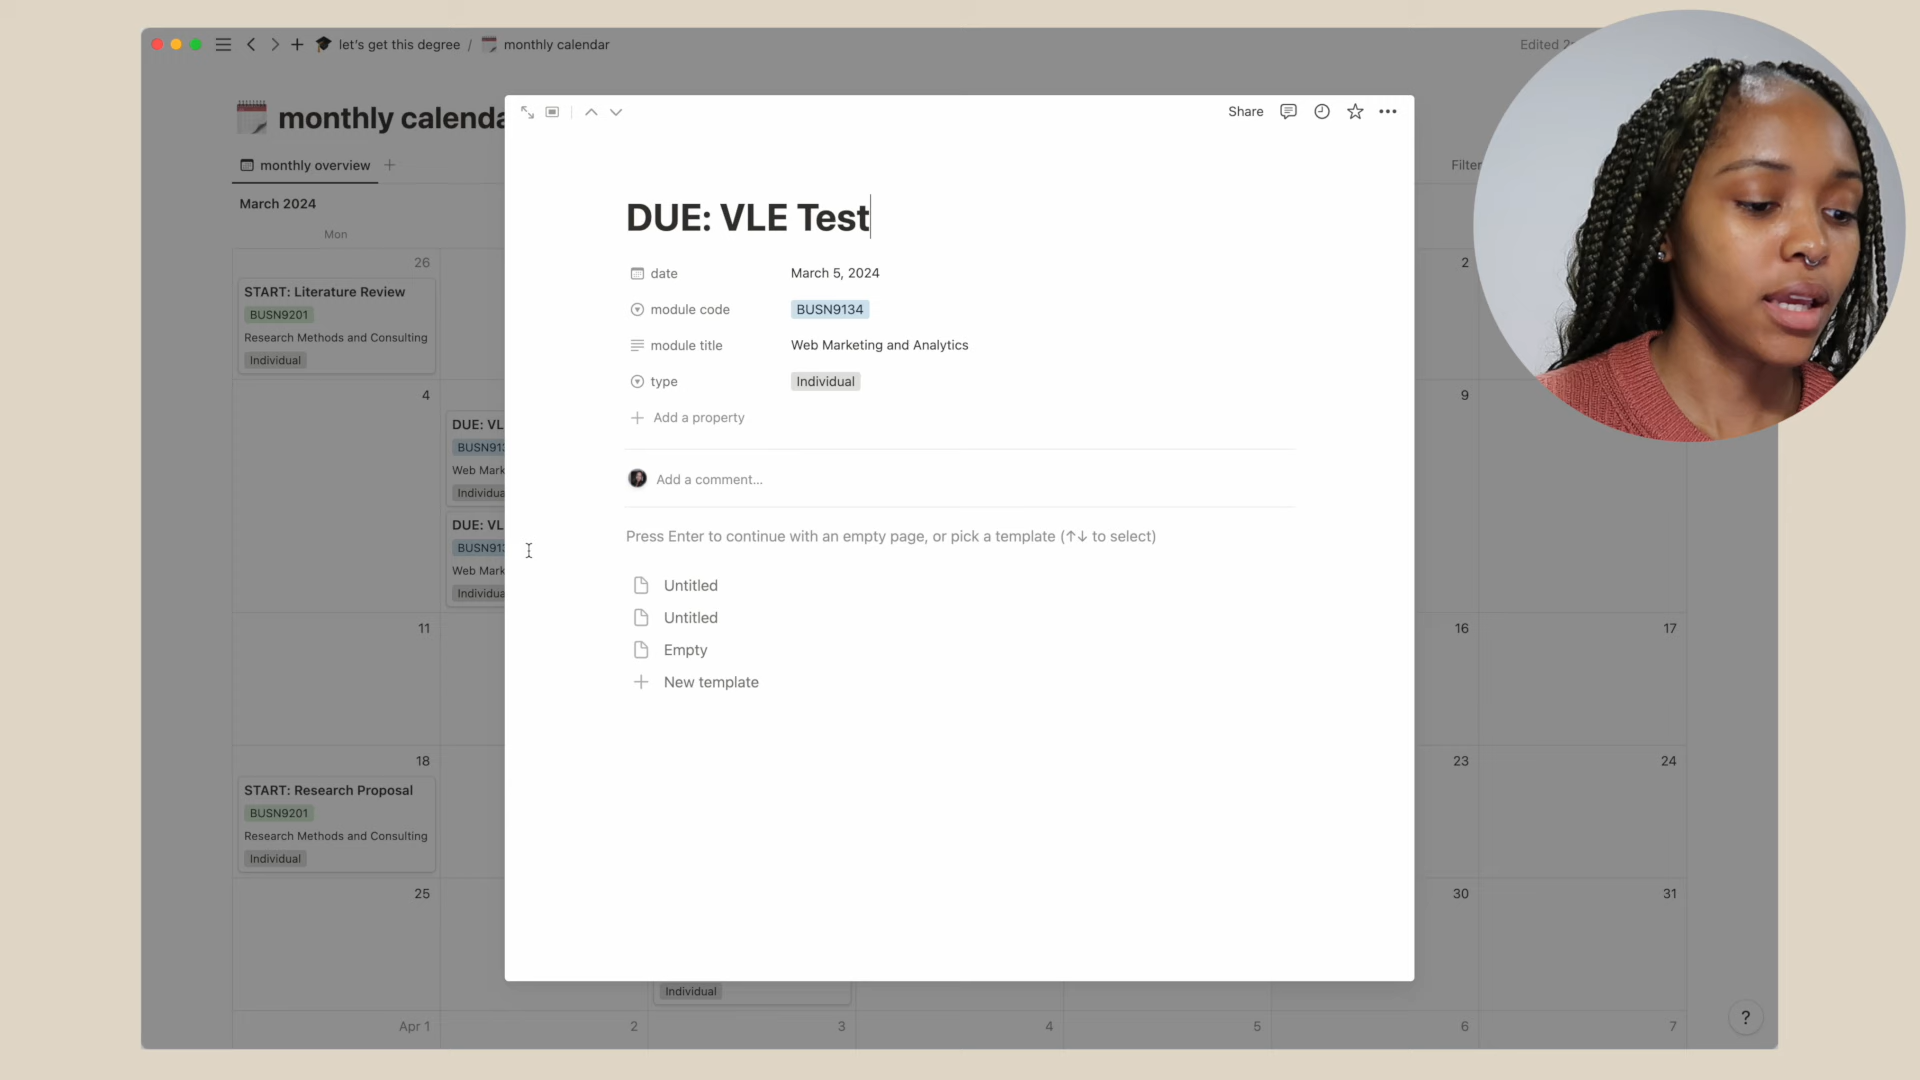 let's get this degree / monthly calendar
Edited
monthly calenda
monthly overview
Filter
March 2024
Mon
26
START: Literature Review
BUSN9201
Research Methods and Consulting
Individual
2
4
DUE: VL
BUSN913
Web Mark
Individua
DUE: VL
BUSN913
Web Mark
Individua
9
11
16
17
18
START: Research Proposal
BUSN9201
Research Methods and Consulting
Individual
23
24
25
30
31
Individual
Apr 1
2
3
4
5
6
7
?
Share
DUE: VLE Test
date
March 5, 2024
module code
BUSN9134
module title
Web Marketing and Analytics
type
Individual
Add a property
Add a comment...
Press Enter to continue with an empty page, or pick a template (↑↓ to select)
Untitled
Untitled
Empty
New template